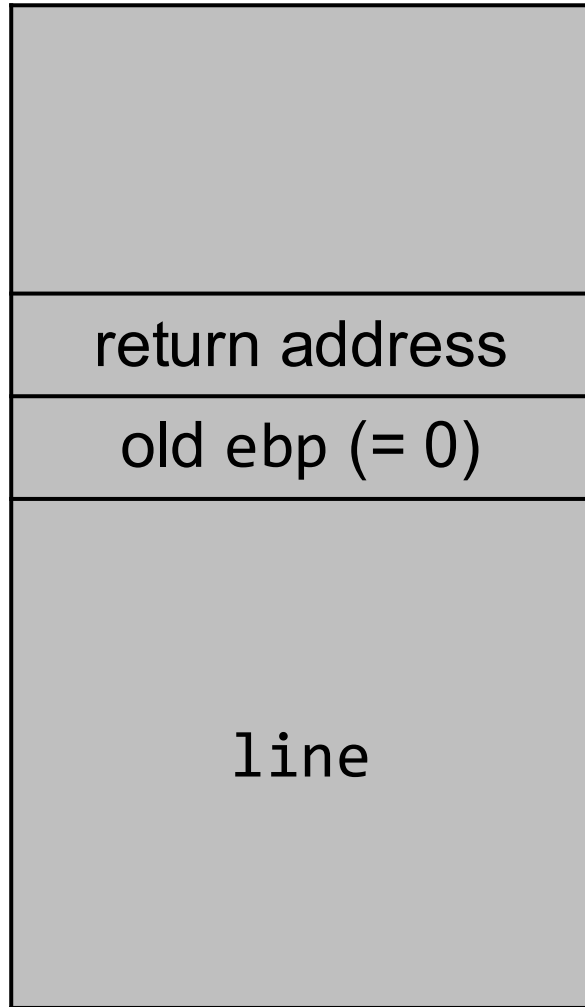 return address
old ebp (= 0)
line